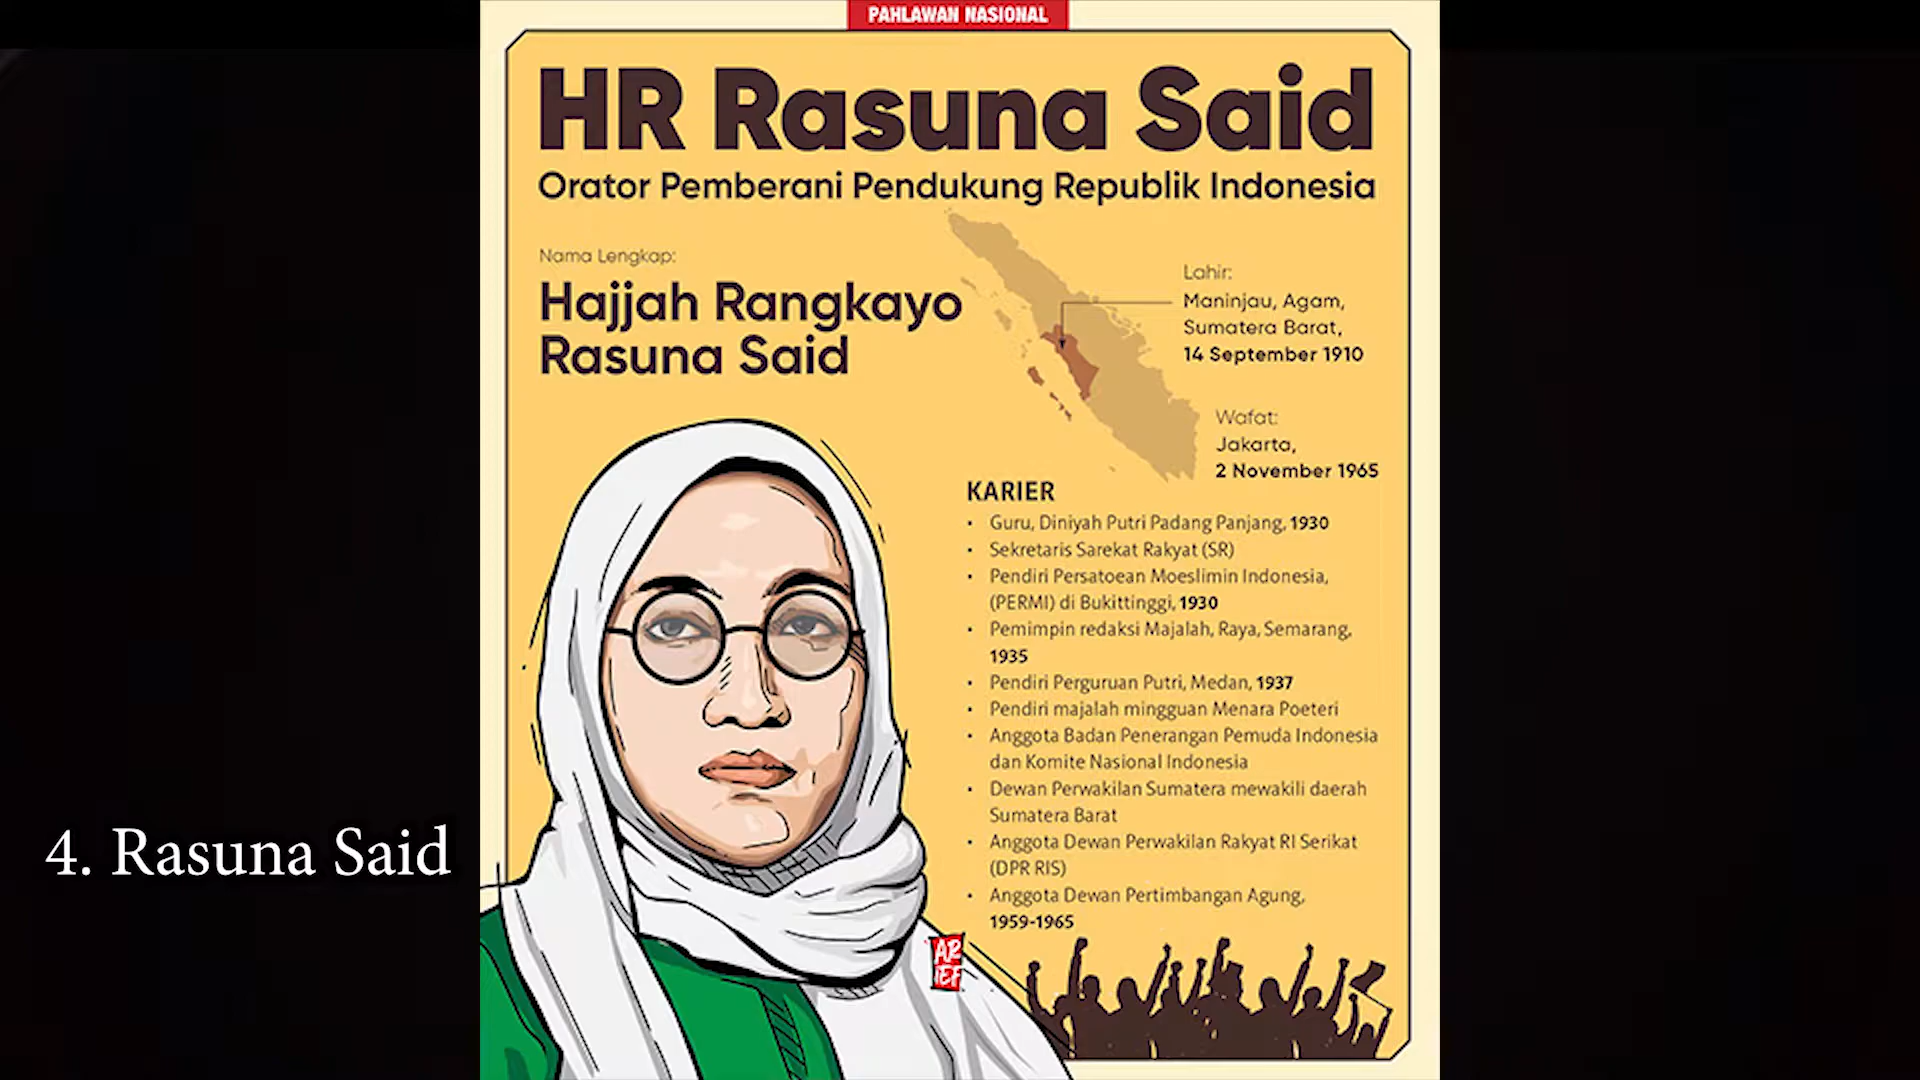 PAHLAWAN NASIONAL
HR Rasuna Said
Orator Pemberani Pendukung Republik Indonesia
Nama Lengkap:
Hajjah Rangkayo
Rasuna Said
Lahir:
Maninjau, Agam,
Sumatera Barat,
14 September 1910
Wafat:
Jakarta,
2 November 1965
KARIER
• Guru, Diniyah Putri Padang Panjang, 1930
• Sekretaris Sarekat Rakyat (SR)
• Pendiri Persatoean Moeslimin Indonesia,
(PERMI) di Bukittinggi, 1930
• Pemimpin redaksi Majalah, Raya, Semarang,
1935
• Pendiri Perguruan Putri, Medan, 1937
• Pendiri majalah mingguan Menara Poeteri
• Anggota Badan Penerangan Pemuda Indonesia
dan Komite Nasional Indonesia
• Dewan Perwakilan Sumatera mewakili daerah
Sumatera Barat
• Anggota Dewan Perwakilan Rakyat RI Serikat
(DPR RIS)
• Anggota Dewan Pertimbangan Agung,
1959-1965
AR
IEF
4. Rasuna Said